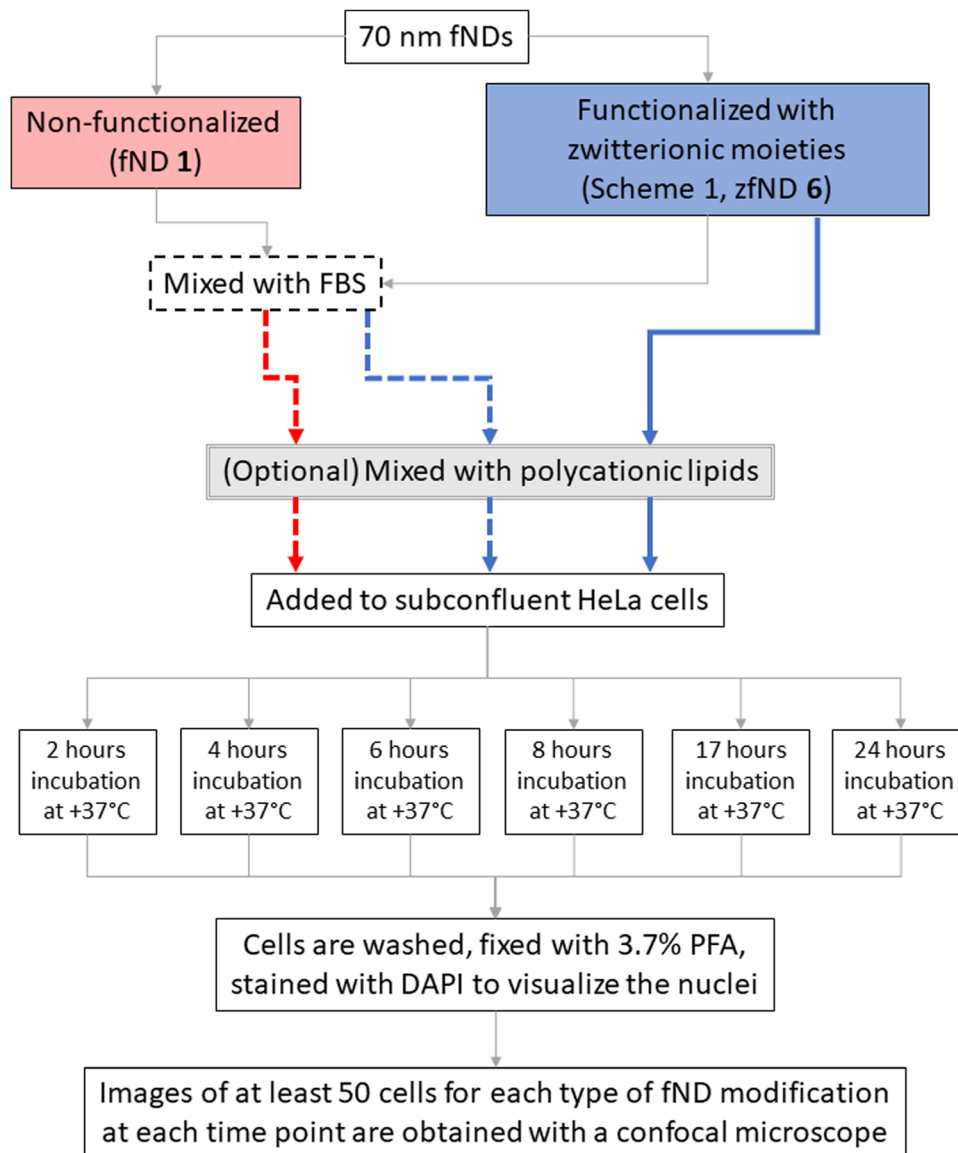 70 nm fNDs
Non-functionalized
(fND 1)
Functionalized with
zwitterionic moieties
(Scheme 1, zfND 6)
Mixed with FBS
(Optional) Mixed with polycationic lipids
Added to subconfluent HeLa cells
2 hours
incubation
at +37°C
4 hours
incubation
at +37°C
6 hours
incubation
at +37°C
8 hours
incubation
at +37°C
17 hours
incubation
at +37°C
24 hours
incubation
at +37°C
Cells are washed, fixed with 3.7% PFA,
stained with DAPI to visualize the nuclei
Images of at least 50 cells for each type of fND modification
at each time point are obtained with a confocal microscope